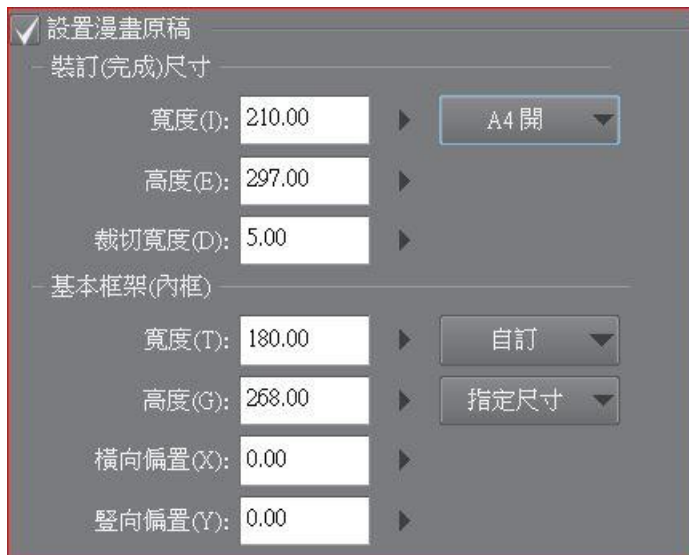 設置漫畫原稿
裝訂(完成)尺寸
寬度(I): 210.00 A4 開
高度(E): 297.00
裁切寬度(D): 5.00
基本框架(內框)
寬度(T): 180.00 自訂
高度(G): 268.00 指定尺寸
橫向偏置(X): 0.00
豎向偏置(Y): 0.00